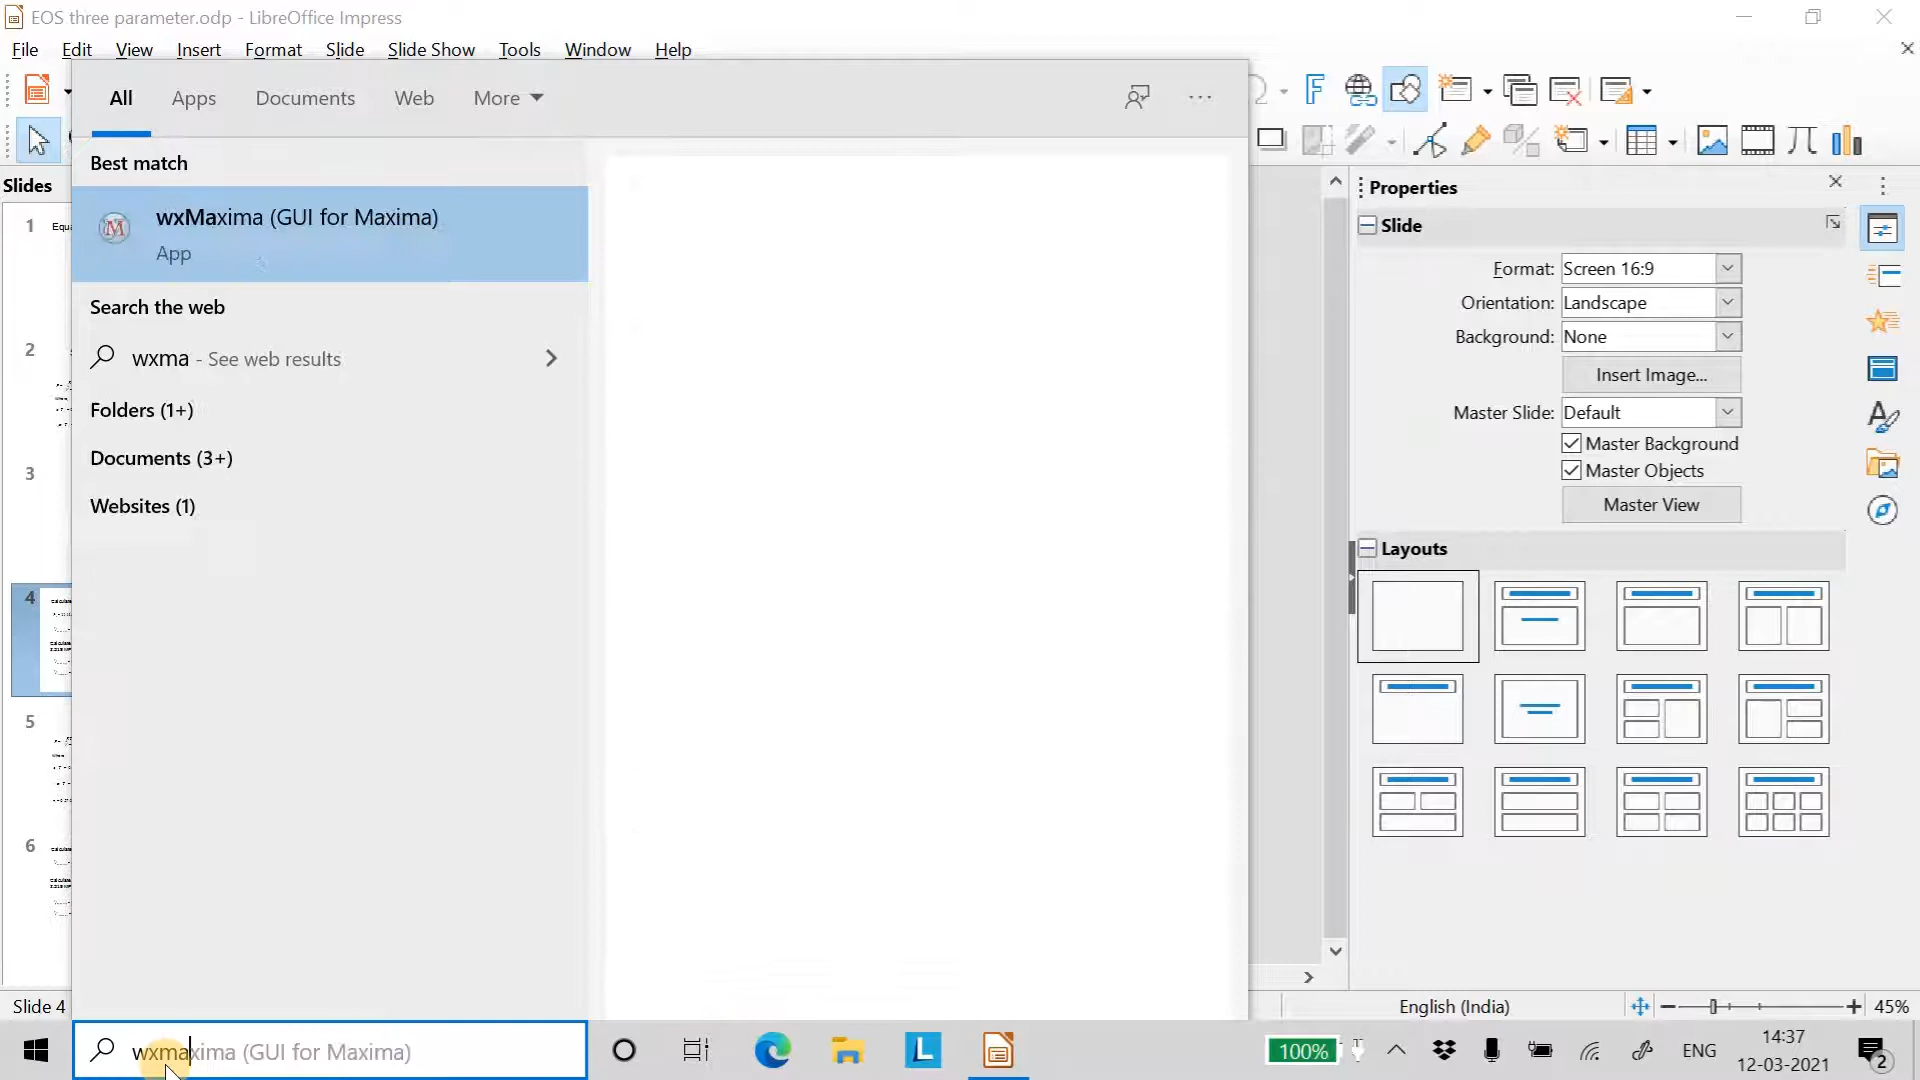 EOS three parameter.odp - LibreOffice Impress
File Edit View Insert Format Slide Slide Show Tools Window Help
All Apps Documents Web More
Best match
wxMaxima (GUI for Maxima)
App
Search the web
wxma - See web results
Folders (1+)
Documents (3+)
Websites (1)
Slides
1
Equa
2
3
4
5
6
Properties
Slide
Format: Screen 16:9
Orientation: Landscape
Background: None
Insert Image...
Master Slide: Default
Master Background
Master Objects
Master View
Layouts
Slide 4
English (India)
45%
wxmaxima (GUI for Maxima)
100%
ENG
14:37
12-03-2021
2